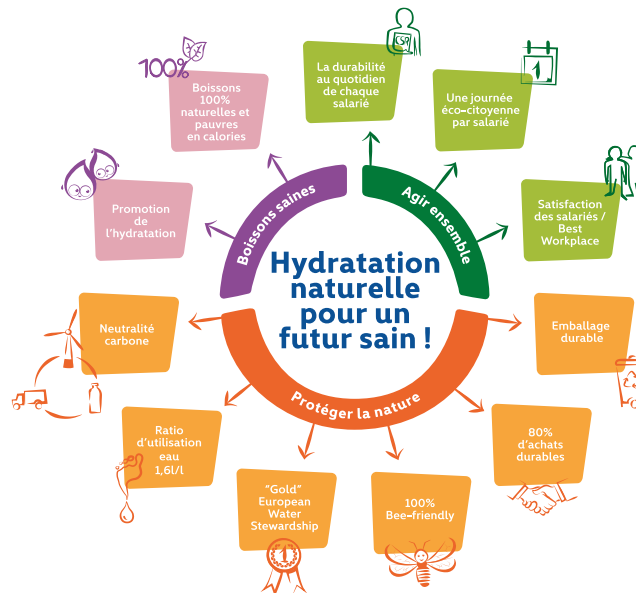 Hydratation
naturelle
pour un
futur sain !
Boissons saines
Agir ensemble
Protéger la nature
100%
Boissons
100%
naturelles et
pauvres
en calories
Promotion
de
l'hydratation
CSR
La durabilité
au quotidien
de chaque
salarié
1
Une journée
éco-citoyenne
par salarié
Satisfaction
des salariés /
Best
Workplace
Emballage
durable
80%
d'achats
durables
100%
Bee-friendly
"Gold"
European
Water
Stewardship
1
Ratio
d'utilisation
eau
1,6l/l
Neutralité
carbone